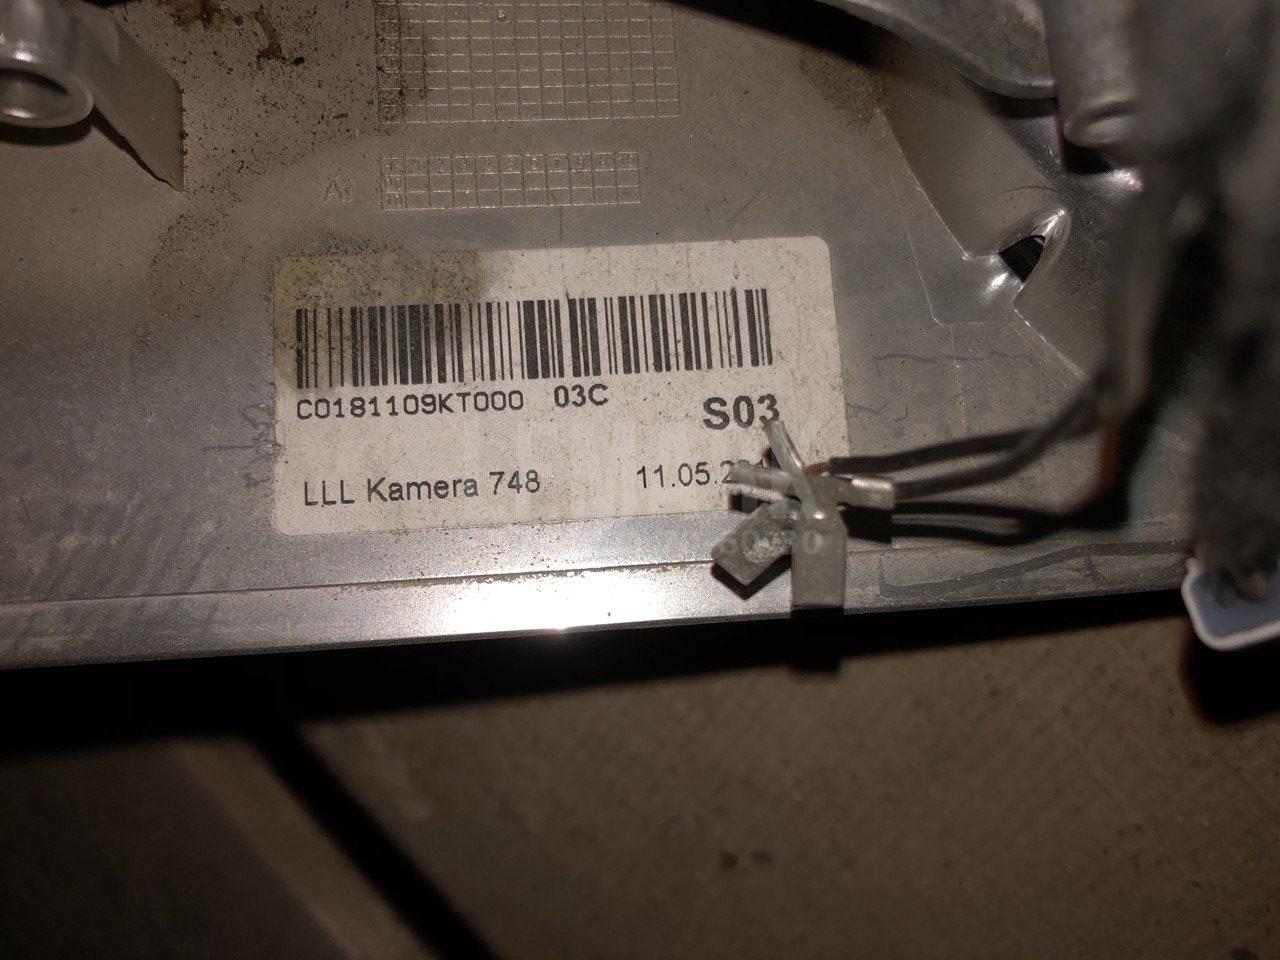 C0181109KT000 03C
S03
LLL Kamera 748 11.05.2